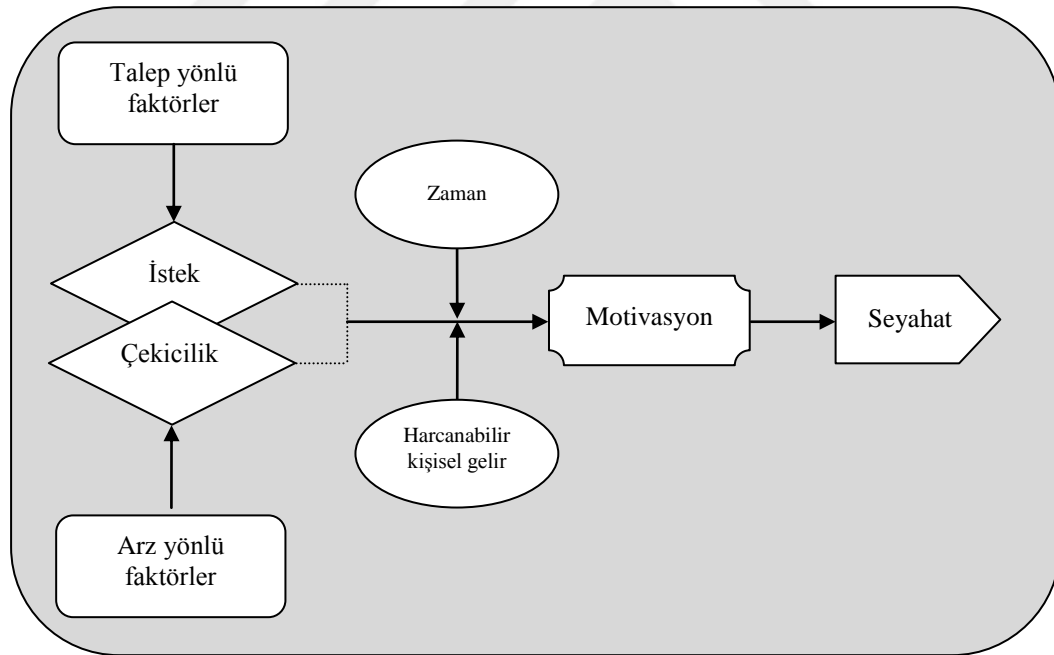 Talep yönlü
faktörler
İstek
Çekicilik
Arz yönlü
faktörler
Zaman
Harcanabilir
kişisel gelir
Motivasyon
Seyahat